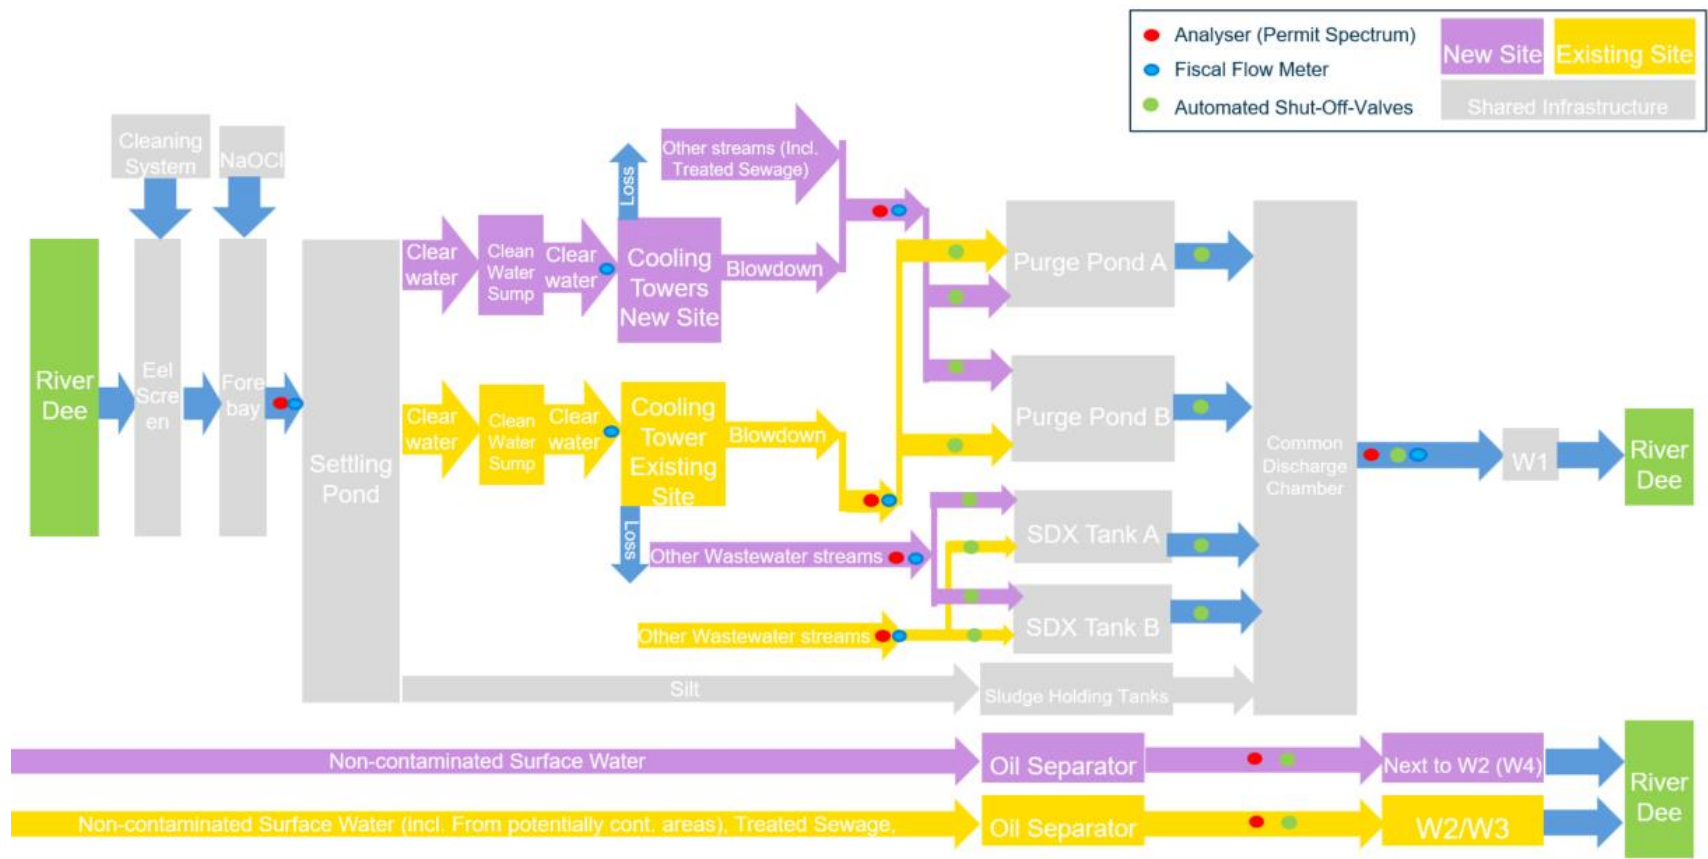 Analyser (Permit Spectrum)
Fiscal Flow Meter
Automated Shut-Off-Valves
New Site
Existing Site
Shared Infrastructure
Cleaning
System
NaOCl
River
Dee
Eel
Scre
en
Fore
bay
Settling
Pond
Clear
water
Clean
Water
Sump
Clear
water
Loss
Cooling
Towers
New Site
Blowdown
Other streams (Incl.
Treated Sewage)
Clear
water
Clean
Water
Sump
Clear
water
Cooling
Tower
Existing
Site
Loss
Blowdown
Other Wastewater streams
Other Wastewater streams
Purge Pond A
Purge Pond B
SDX Tank A
SDX Tank B
Silt
Sludge Holding Tanks
Common
Discharge
Chamber
W1
River
Dee
Non-contaminated Surface Water
Oil Separator
Next to W2 (W4)
Non-contaminated Surface Water (incl. From potentially cont. areas), Treated Sewage,
Oil Separator
W2/W3
River
Dee